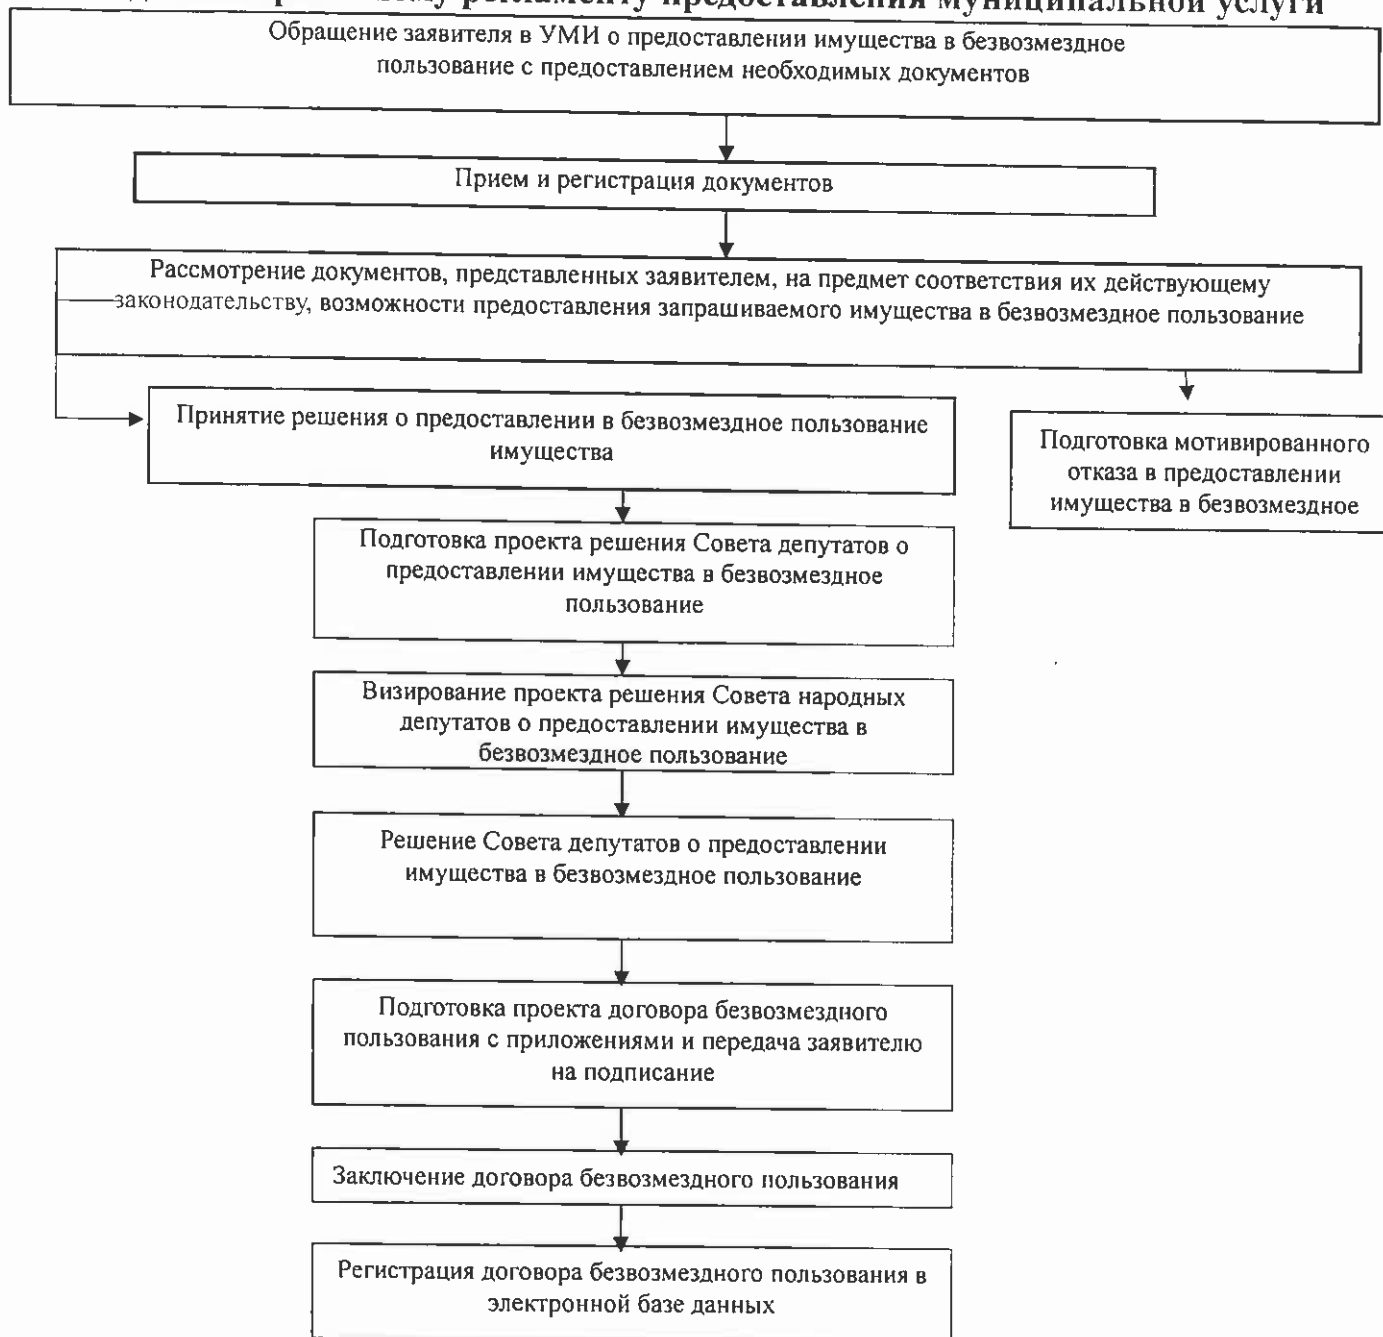 регламенту предоставления муниципальной услуги
Обращение заявителя в УМИ о предоставлении имущества в безвозмездное
пользование с предоставлением необходимых документов
Прием и регистрация документов
Рассмотрение документов, представленных заявителем, на предмет соответствия их действующему
законодательству, возможности предоставления запрашиваемого имущества в безвозмездное пользование
Принятие решения о предоставлении в безвозмездное пользование
имущества
Подготовка мотивированного
отказа в предоставлении
имущества в безвозмездное
Подготовка проекта решения Совета депутатов о
предоставлении имущества в безвозмездное
пользование
Визирование проекта решения Совета народных
депутатов о предоставлении имущества в
безвозмездное пользование
Решение Совета депутатов о предоставлении
имущества в безвозмездное пользование
Подготовка проекта договора безвозмездного
пользования с приложениями и передача заявителю
на подписание
Заключение договора безвозмездного пользования
Регистрация договора безвозмездного пользования в
электронной базе данных